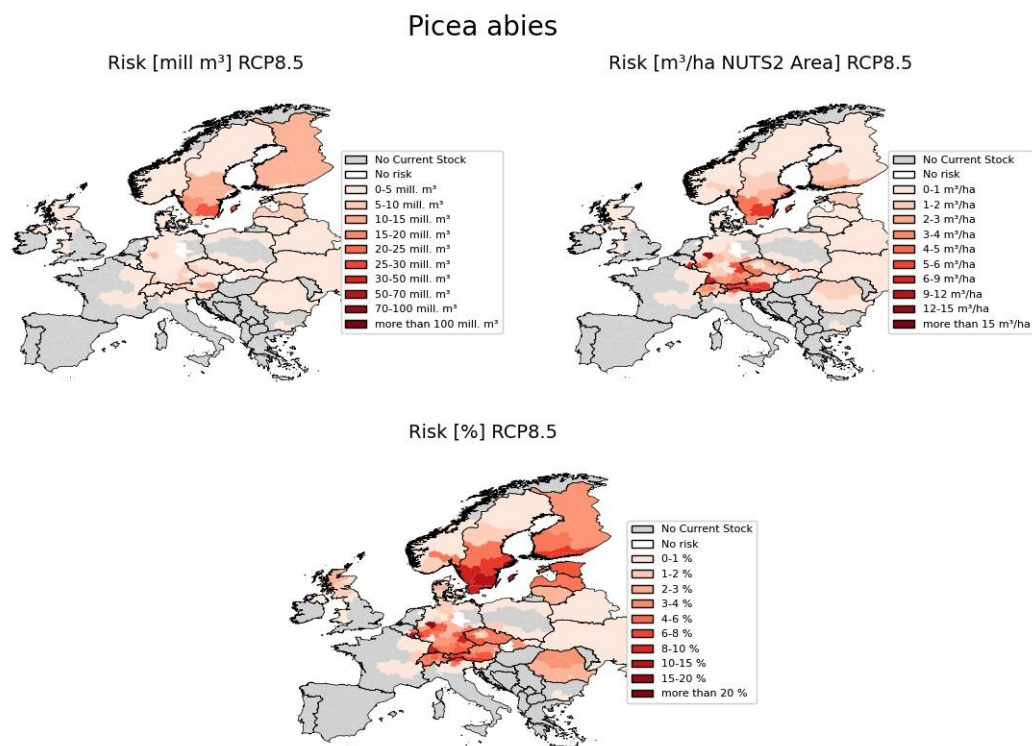 Picea abies
Risk [mill m³] RCP8.5
No Current Stock
No risk
0-5 mill. m³
5-10 mill. m³
10-15 mill. m³
15-20 mill. m³
20-25 mill. m³
25-30 mill. m³
30-50 mill. m³
50-70 mill. m³
70-100 mill. m³
more than 100 mill. m³
Risk [m³/ha NUTS2 Area] RCP8.5
No Current Stock
No risk
0-1 m³/ha
1-2 m³/ha
2-3 m³/ha
3-4 m³/ha
4-5 m³/ha
5-6 m³/ha
6-9 m³/ha
9-12 m³/ha
12-15 m³/ha
more than 15 m³/ha
Risk [%] RCP8.5
No Current Stock
No risk
0-1 %
1-2 %
2-3 %
3-4 %
4-6 %
6-8 %
8-10 %
10-15 %
15-20 %
more than 20 %